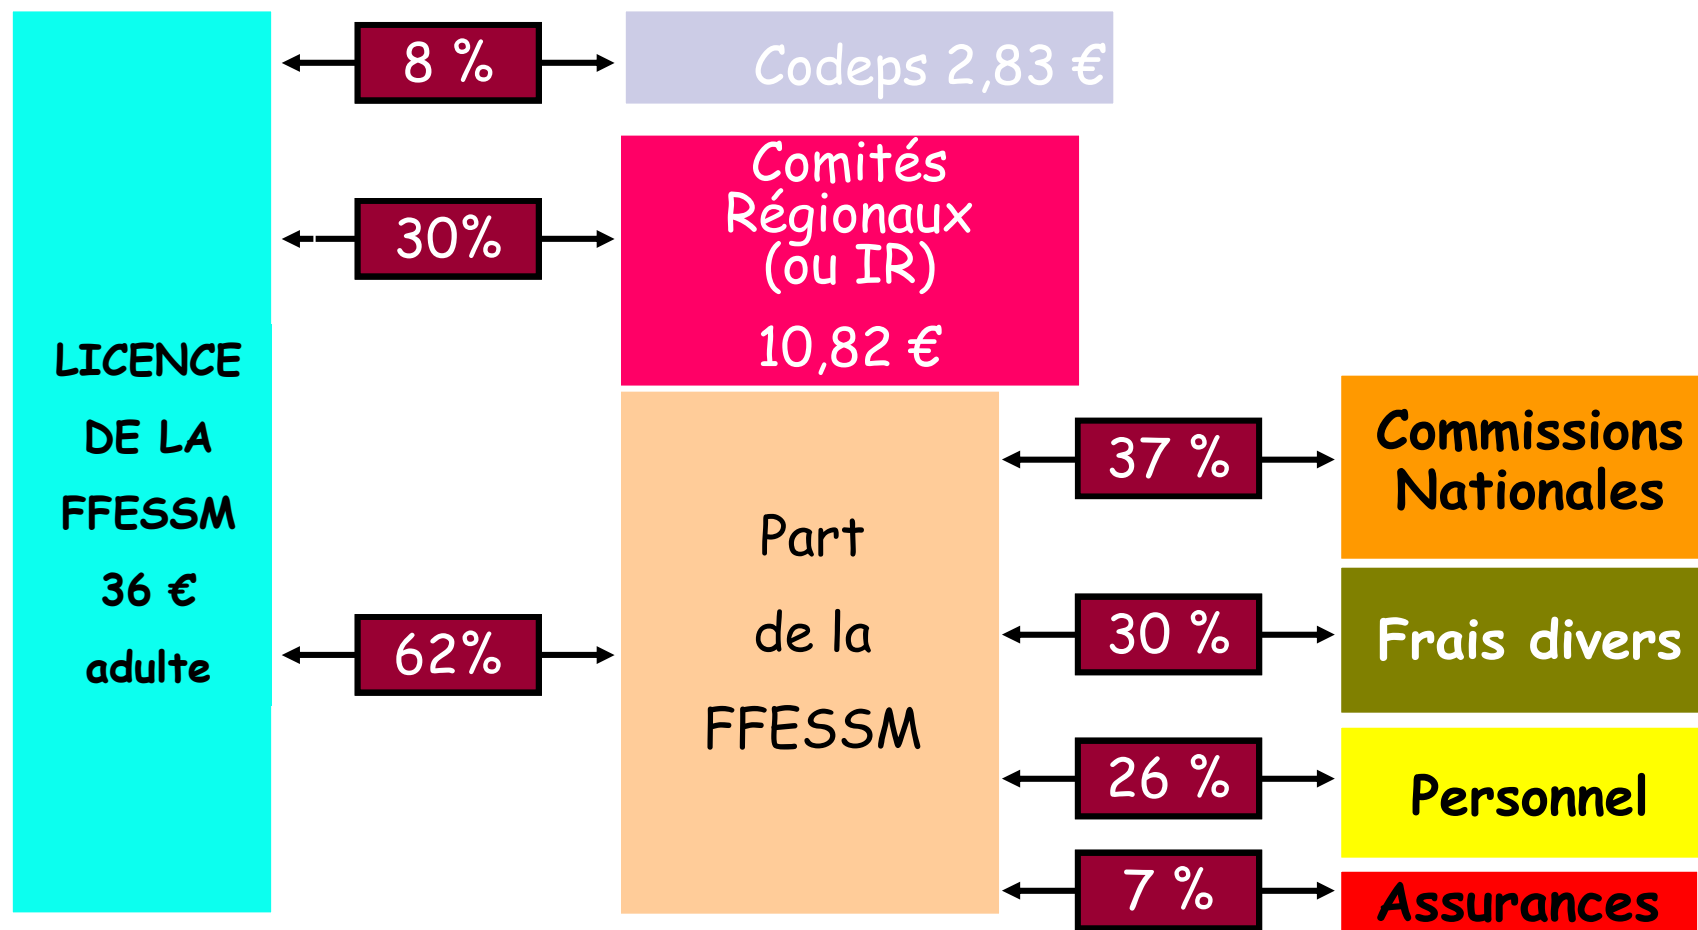 LICENCE
DE LA
FFESSM
36 €
adulte
8 %
Codeps 2,83 €
30%
Comités
Régionaux
(ou IR)
10,82 €
62%
Part
de la
FFESSM
37 %
Commissions
Nationales
30 %
Frais divers
26 %
Personnel
7 %
Assurances